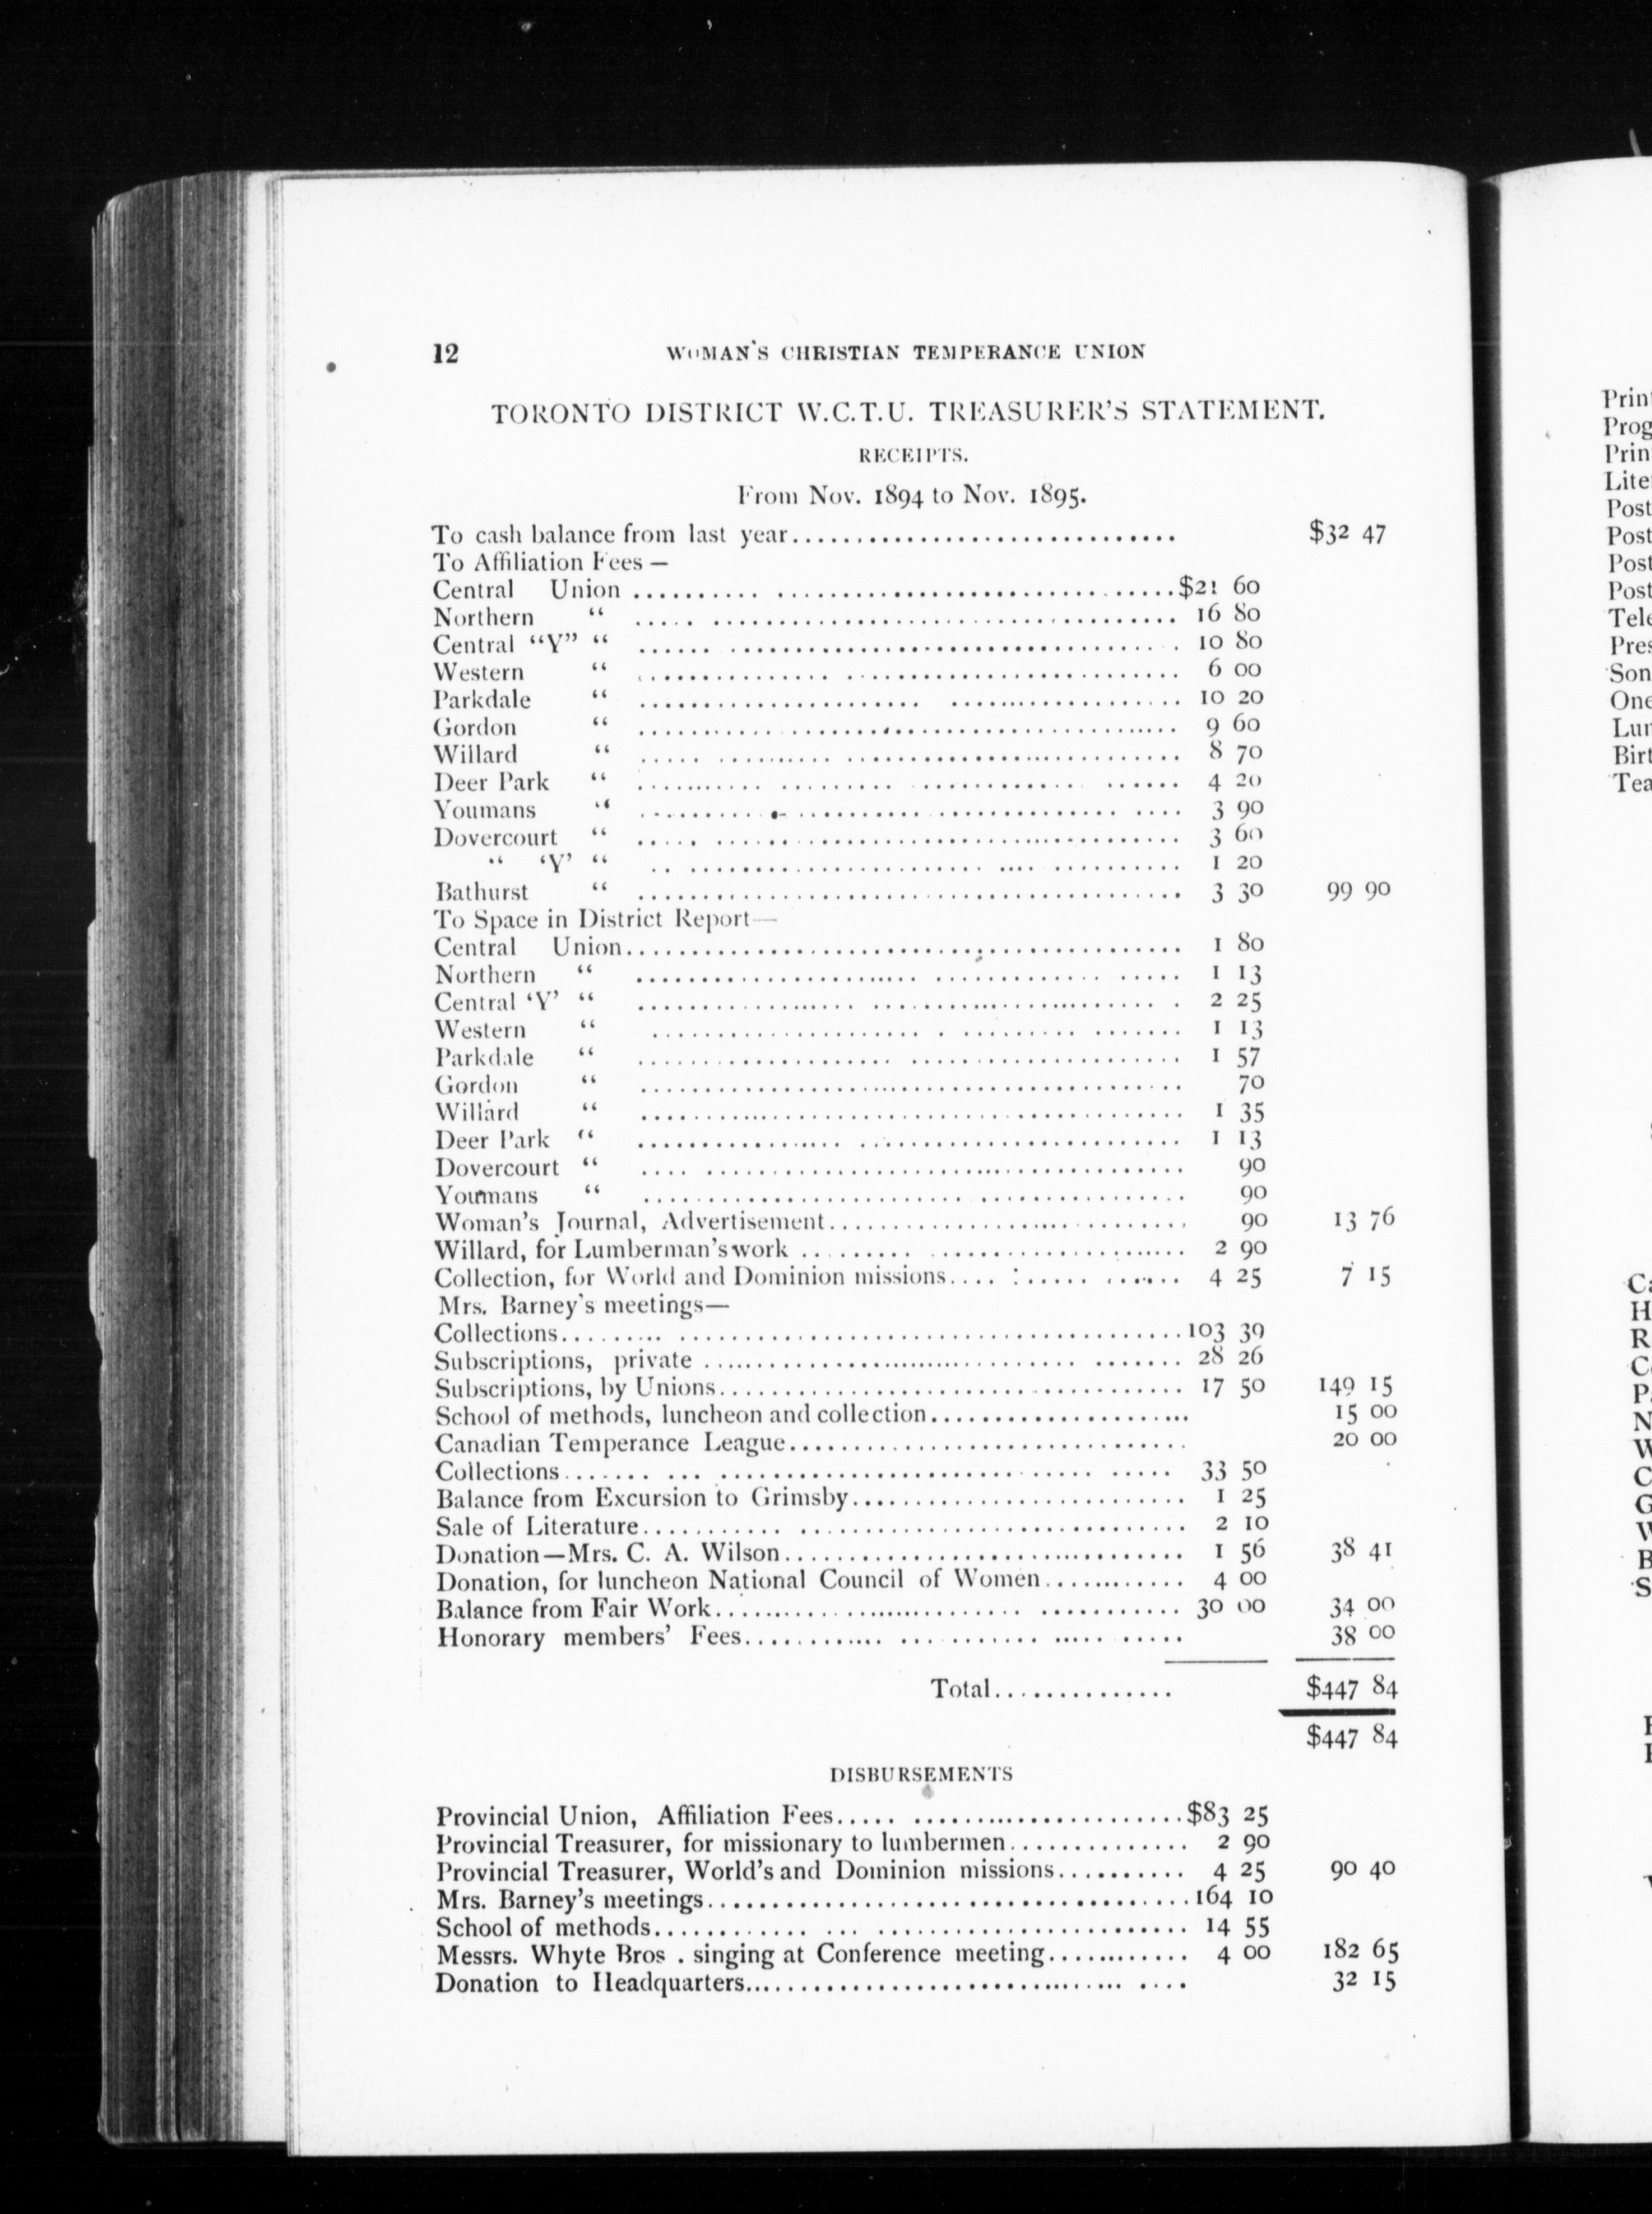 12 WOMAN'S CHRISTIAN TEMPERANCE UNION
TORONTO DISTRICT W.C.T.U. TREASURER'S STATEMENT.
RECEIPTS.
From Nov. 1894 to Nov. 1895.
To cash balance from last year.............................. $32 47
To Affiliation Fees —
Central Union ........................................$21 60
Northern “ ........................................ 16 80
Central “Y” “ ........................................ 10 80
Western “ ........................................ 6 00
Parkdale “ ........................................ 10 20
Gordon “ ........................................ 9 60
Willard “ ........................................ 8 70
Deer Park “ ........................................ 4 20
Youmans “ ........................................ 3 90
Dovercourt “ ........................................ 3 60
“ ‘Y’ “ ........................................ 1 20
Bathurst “ ........................................ 3 30 99 90
To Space in District Report—
Central Union........................................ 1 80
Northern “ ........................................ 1 13
Central ‘Y’ “ ........................................ 2 25
Western “ ........................................ 1 13
Parkdale “ ........................................ 1 57
Gordon “ ........................................ 70
Willard “ ........................................ 1 35
Deer Park “ ........................................ 1 13
Dovercourt “ ........................................ 90
Youmans “ ........................................ 90
Woman's Journal, Advertisement........................... 90 13 76
Willard, for Lumberman's work ........................... 2 90
Collection, for World and Dominion missions.... : ..... ...... 4 25 7 15
Mrs. Barney's meetings—
Collections........................................103 39
Subscriptions, private ................................. 28 26
Subscriptions, by Unions................................. 17 50 149 15
School of methods, luncheon and collection.................... 15 00
Canadian Temperance League.............................. 20 00
Collections........................................ 33 50
Balance from Excursion to Grimsby......................... 1 25
Sale of Literature........................................ 2 10
Donation—Mrs. C. A. Wilson.............................. 1 56 38 41
Donation, for luncheon National Council of Women............ 4 00
Balance from Fair Work................................. 30 00 34 00
Honorary members' Fees................................. 38 00
Total.............. $447 84
$447 84
DISBURSEMENTS
Provincial Union, Affiliation Fees..........................$83 25
Provincial Treasurer, for missionary to lumbermen.............. 2 90
Provincial Treasurer, World's and Dominion missions.......... 4 25 90 40
Mrs. Barney's meetings....................................164 10
School of methods........................................ 14 55
Messrs. Whyte Bros . singing at Conference meeting............ 4 00 182 65
Donation to Headquarters................................. 32 15